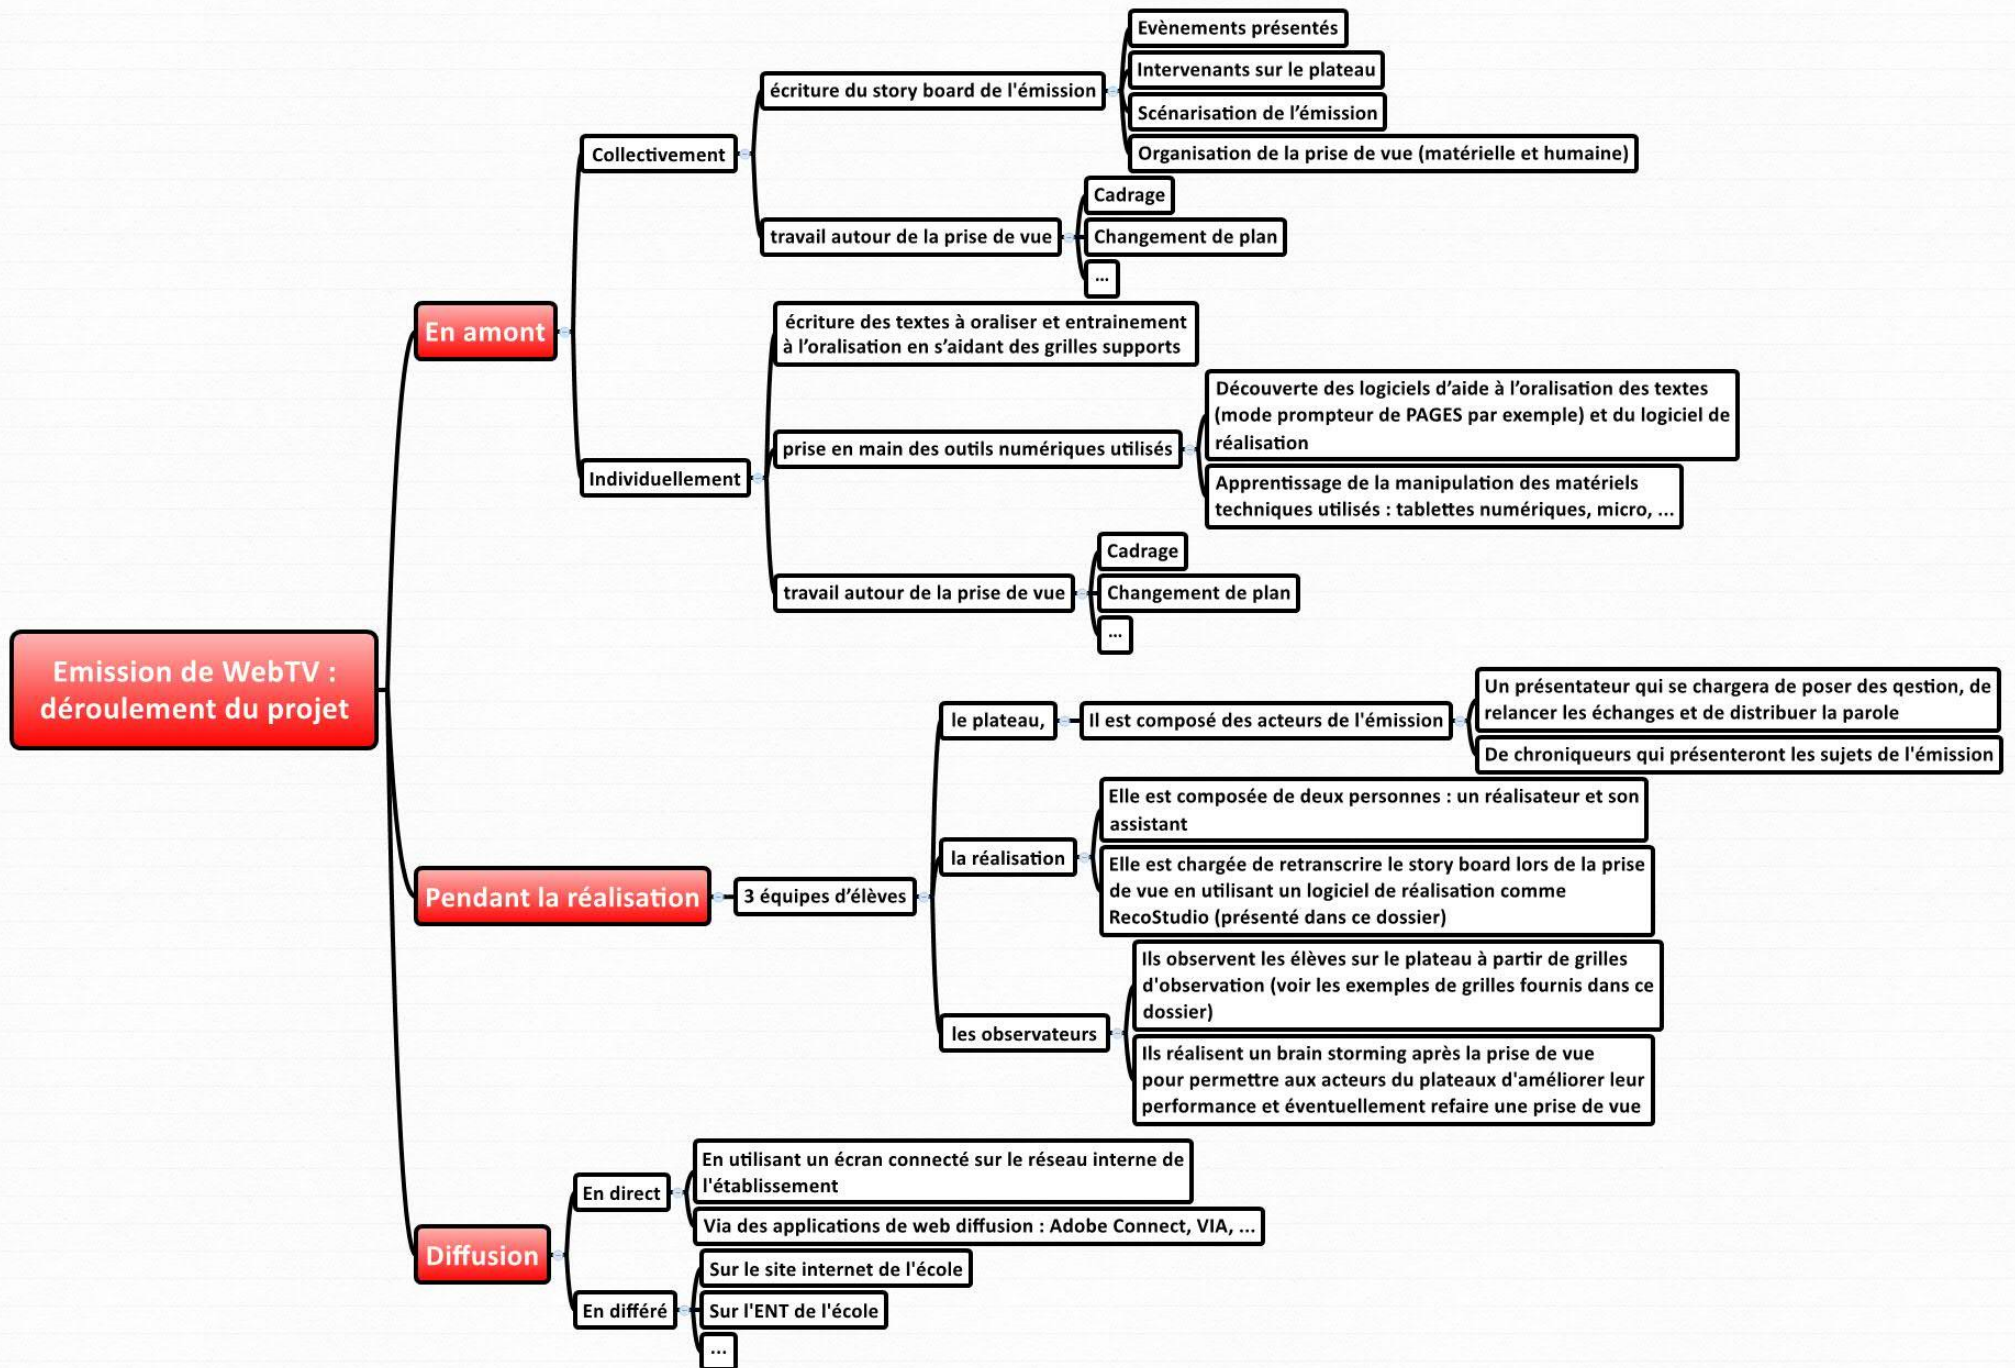 Emission de WebTV :
déroulement du projet
En amont
Collectivement
écriture du story board de l'émission
Evènements présentés
Intervenants sur le plateau
Scénarisation de l’émission
Organisation de la prise de vue (matérielle et humaine)
travail autour de la prise de vue
Cadrage
Changement de plan
...
Individuellement
écriture des textes à oraliser et entrainement
à l’oralisation en s’aidant des grilles supports
prise en main des outils numériques utilisés
Découverte des logiciels d’aide à l’oralisation des textes
(mode prompteur de PAGES par exemple) et du logiciel de
réalisation
Apprentissage de la manipulation des matériels
techniques utilisés : tablettes numériques, micro, ...
travail autour de la prise de vue
Cadrage
Changement de plan
...
Pendant la réalisation
3 équipes d’élèves
le plateau,
Il est composé des acteurs de l'émission
Un présentateur qui se chargera de poser des qestion, de
relancer les échanges et de distribuer la parole
De chroniqueurs qui présenteront les sujets de l'émission
la réalisation
Elle est composée de deux personnes : un réalisateur et son
assistant
Elle est chargée de retranscrire le story board lors de la prise
de vue en utilisant un logiciel de réalisation comme
RecoStudio (présenté dans ce dossier)
les observateurs
Ils observent les élèves sur le plateau à partir de grilles
d'observation (voir les exemples de grilles fournis dans ce
dossier)
Ils réalisent un brain storming après la prise de vue
pour permettre aux acteurs du plateaux d'améliorer leur
performance et éventuellement refaire une prise de vue
Diffusion
En direct
En utilisant un écran connecté sur le réseau interne de
l'établissement
Via des applications de web diffusion : Adobe Connect, VIA, ...
En différé
Sur le site internet de l'école
Sur l'ENT de l'école
...